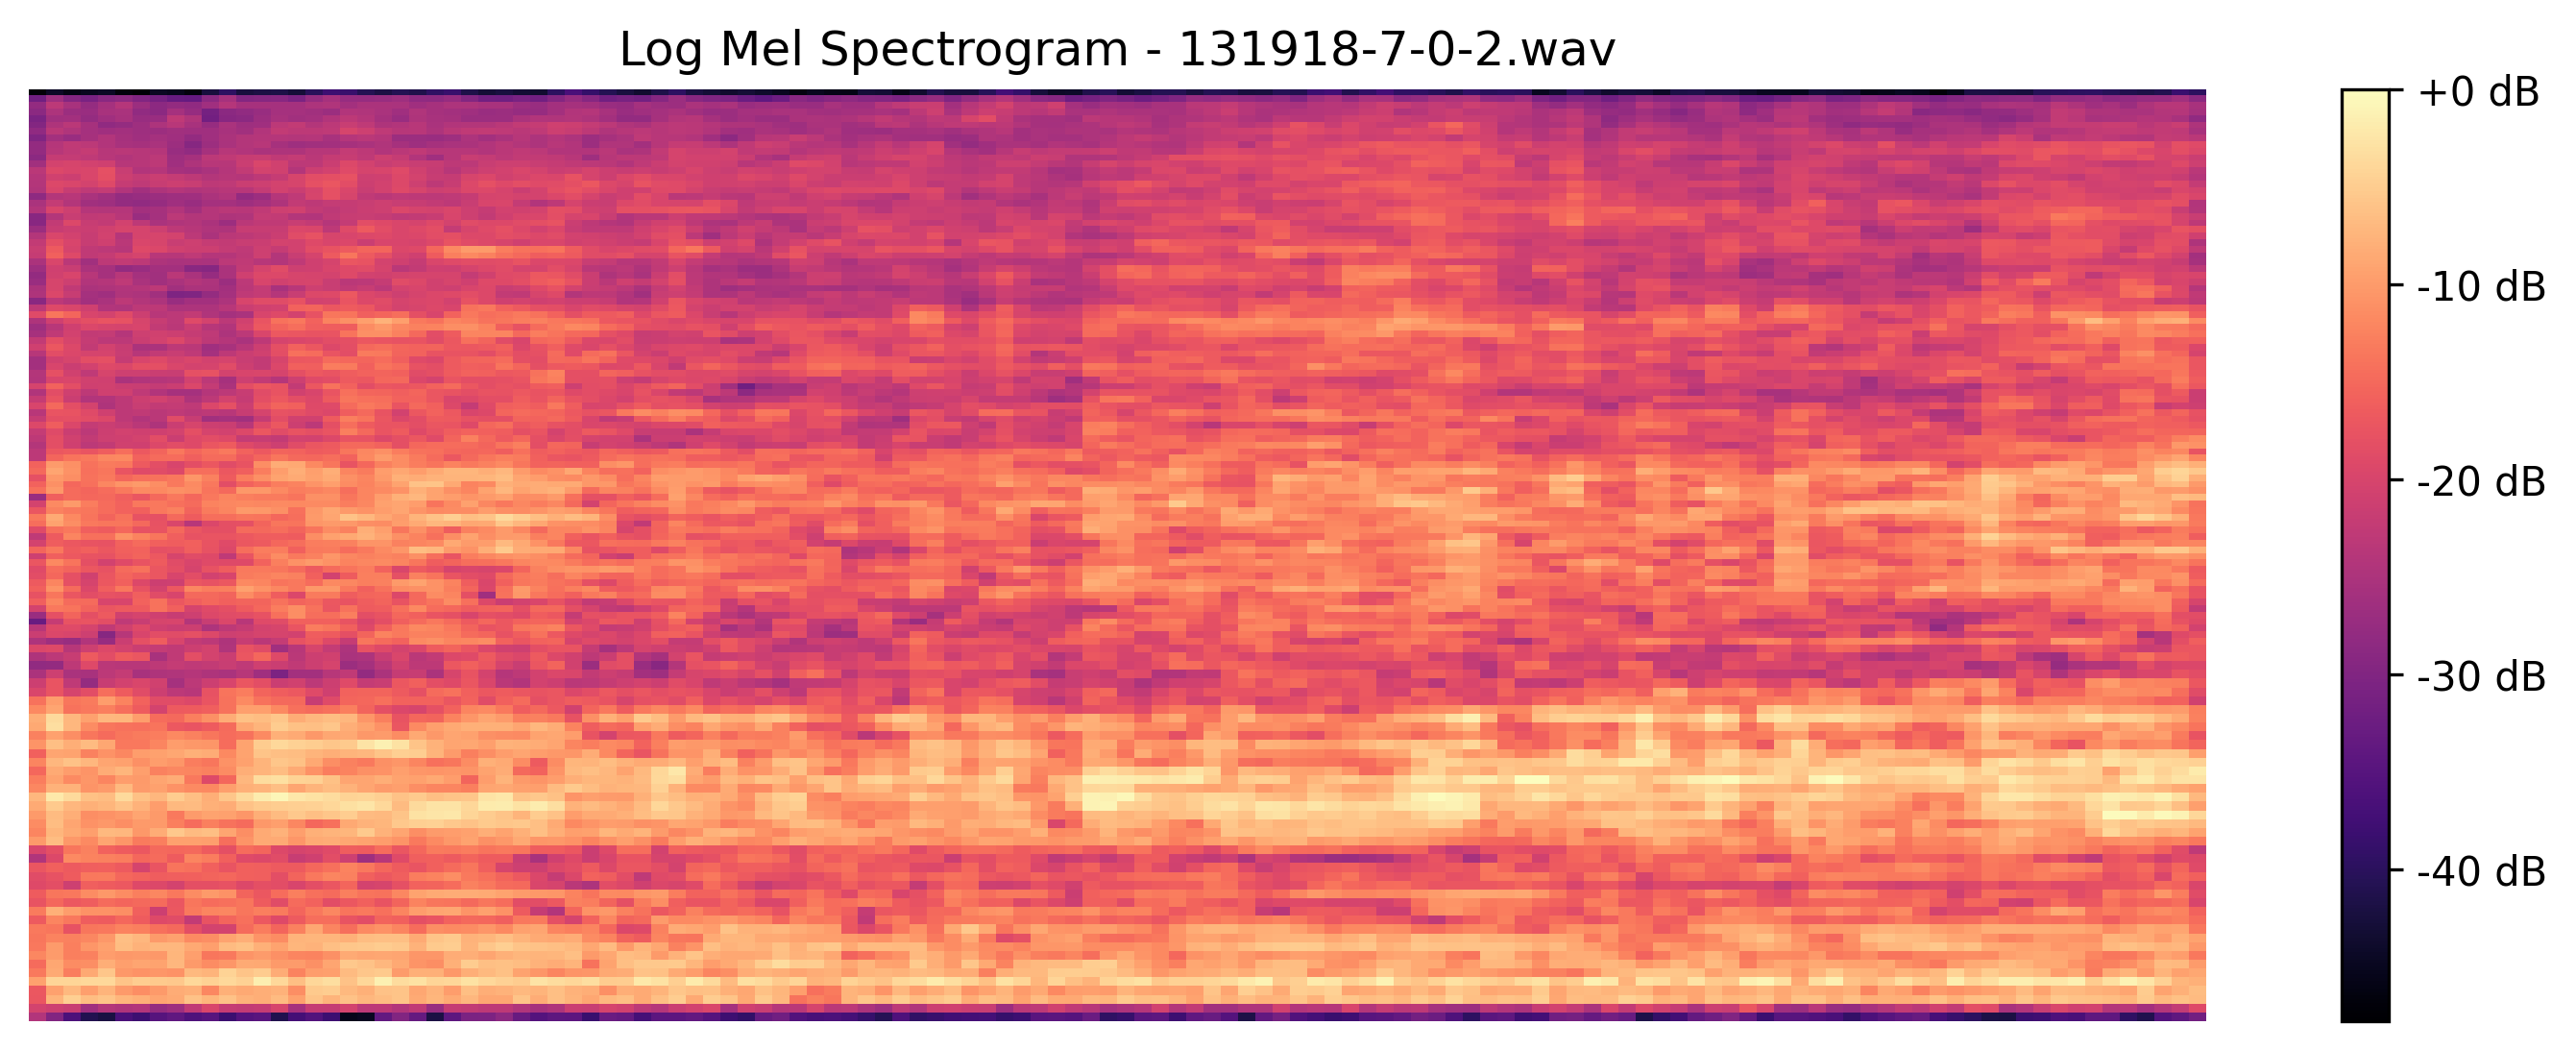 Log Mel Spectrogram - 131918-7-0-2.wav
+0 dB
-10 dB
-20 dB
-30 dB
-40 dB